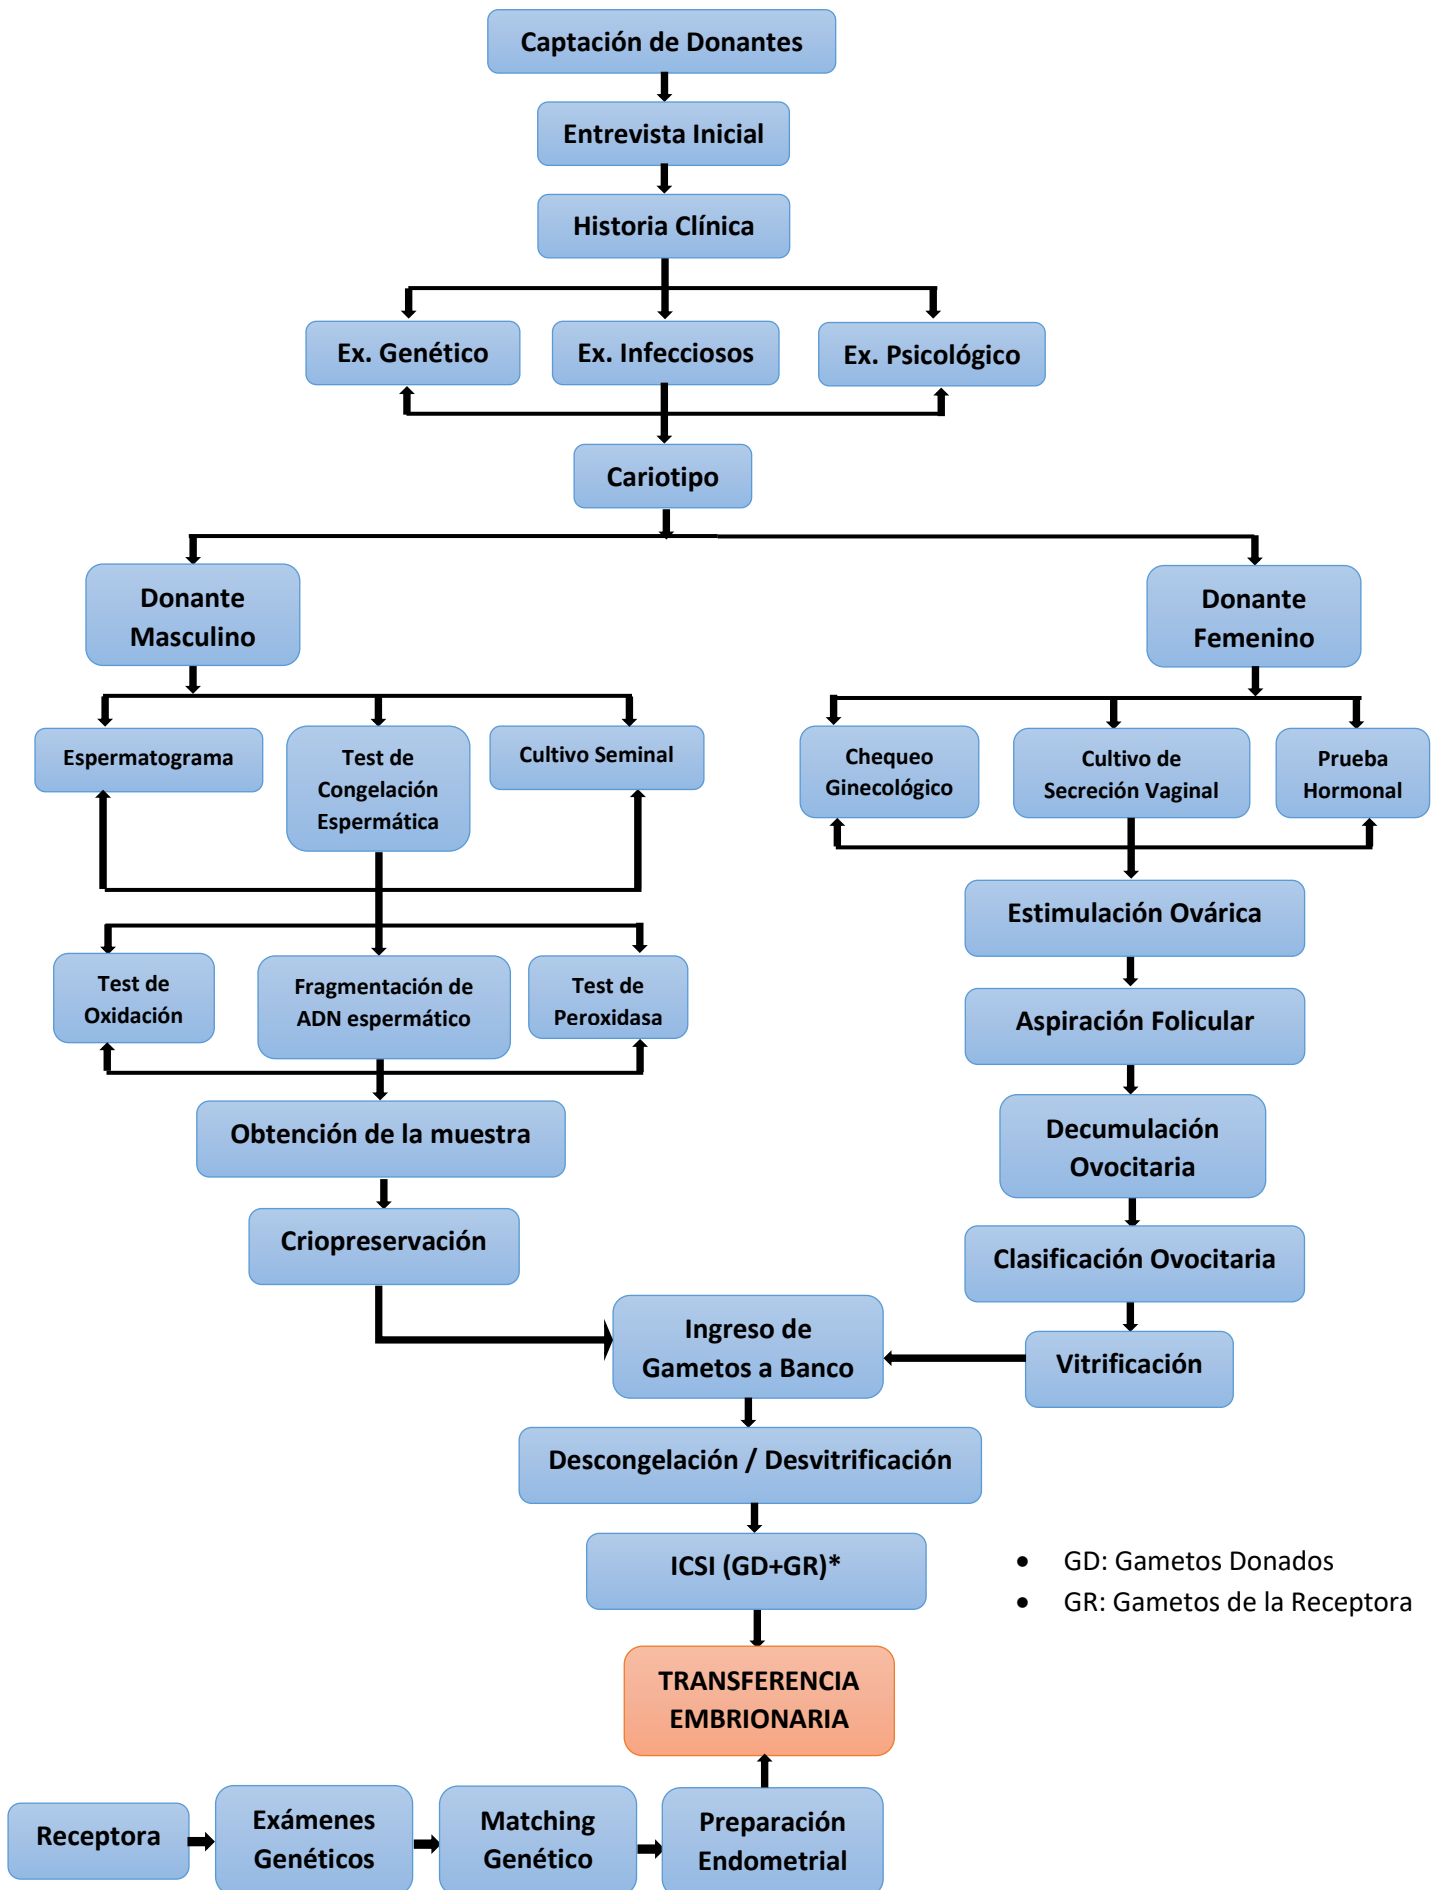 Captación de Donantes
Entrevista Inicial
Historia Clínica
Ex. Genético
Ex. Infecciosos
Ex. Psicológico
Cariotipo
Donante
Masculino
Donante
Femenino
Espermatograma
Test de
Congelación
Espermática
Cultivo Seminal
Chequeo
Ginecológico
Cultivo de
Secreción Vaginal
Prueba
Hormonal
Test de
Oxidación
Fragmentación de
ADN espermático
Test de
Peroxidasa
Estimulación Ovárica
Aspiración Folicular
Obtención de la muestra
Decumulación
Ovocitaria
Criopreservación
Clasificación Ovocitaria
Ingreso de
Gametos a Banco
Vitrificación
Descongelación / Desvitrificación
ICSI (GD+GR)*
• GD: Gametos Donados
• GR: Gametos de la Receptora
TRANSFERENCIA
EMBRIONARIA
Receptora
Exámenes
Genéticos
Matching
Genético
Preparación
Endometrial